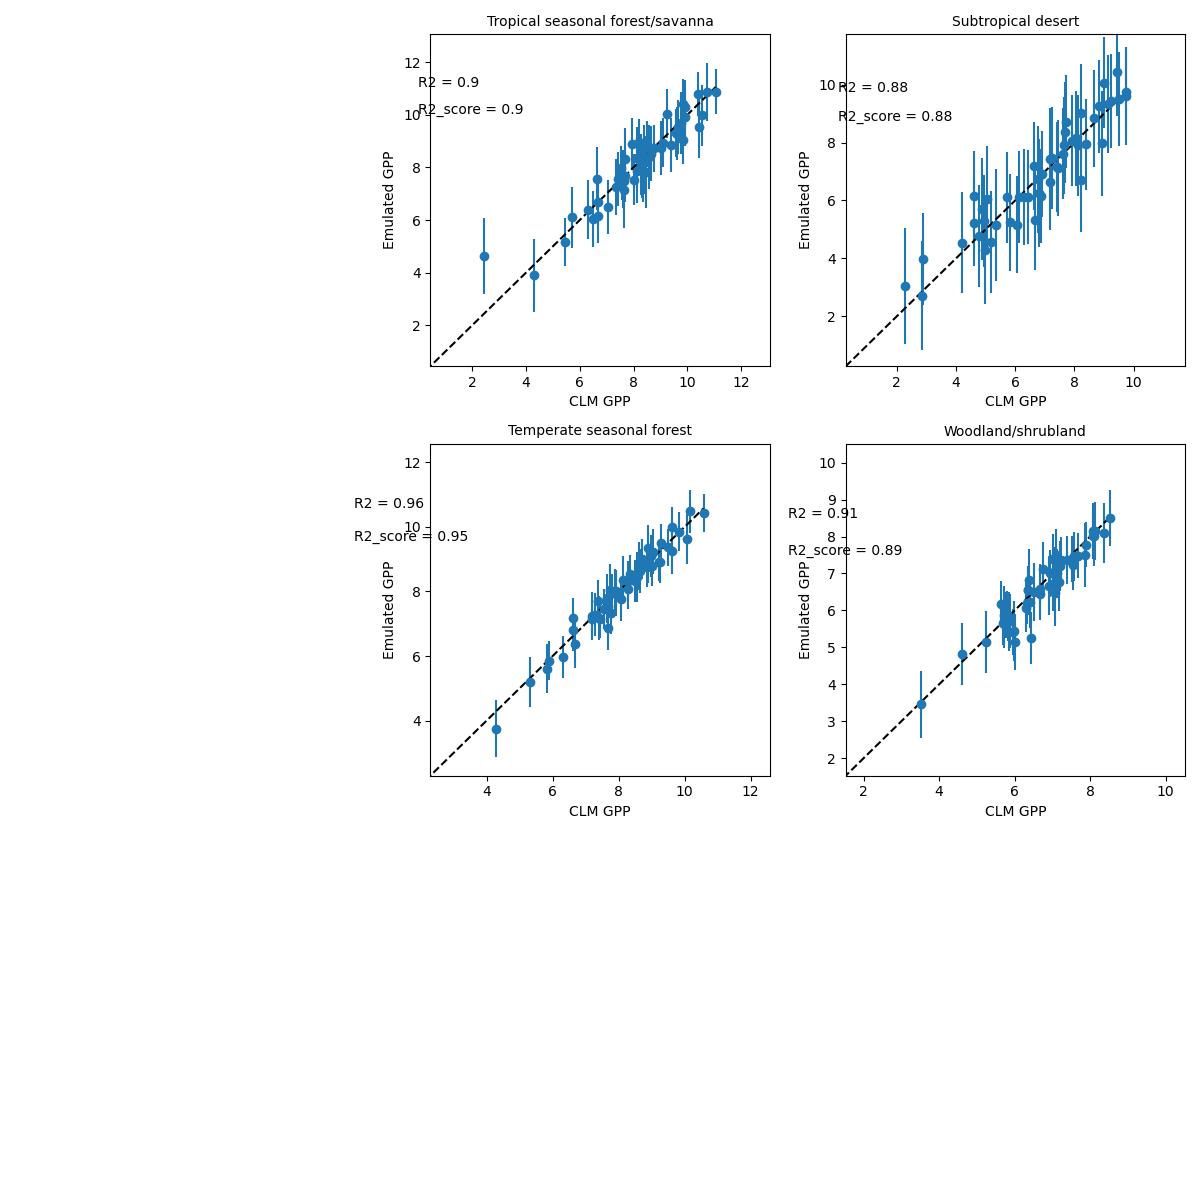 Tropical seasonal forest/savanna
R2 = 0.9
R2_score = 0.9
12
10
8
6
4
2
Emulated GPP
2 4 6 8 10 12
CLM GPP
Subtropical desert
R2 = 0.88
R2_score = 0.88
10
8
6
4
2
Emulated GPP
2 4 6 8 10
CLM GPP
Temperate seasonal forest
R2 = 0.96
R2_score = 0.95
12
10
8
6
4
Emulated GPP
4 6 8 10 12
CLM GPP
Woodland/shrubland
R2 = 0.91
R2_score = 0.89
10
9
8
7
6
5
4
3
2
Emulated GPP
2 4 6 8 10
CLM GPP